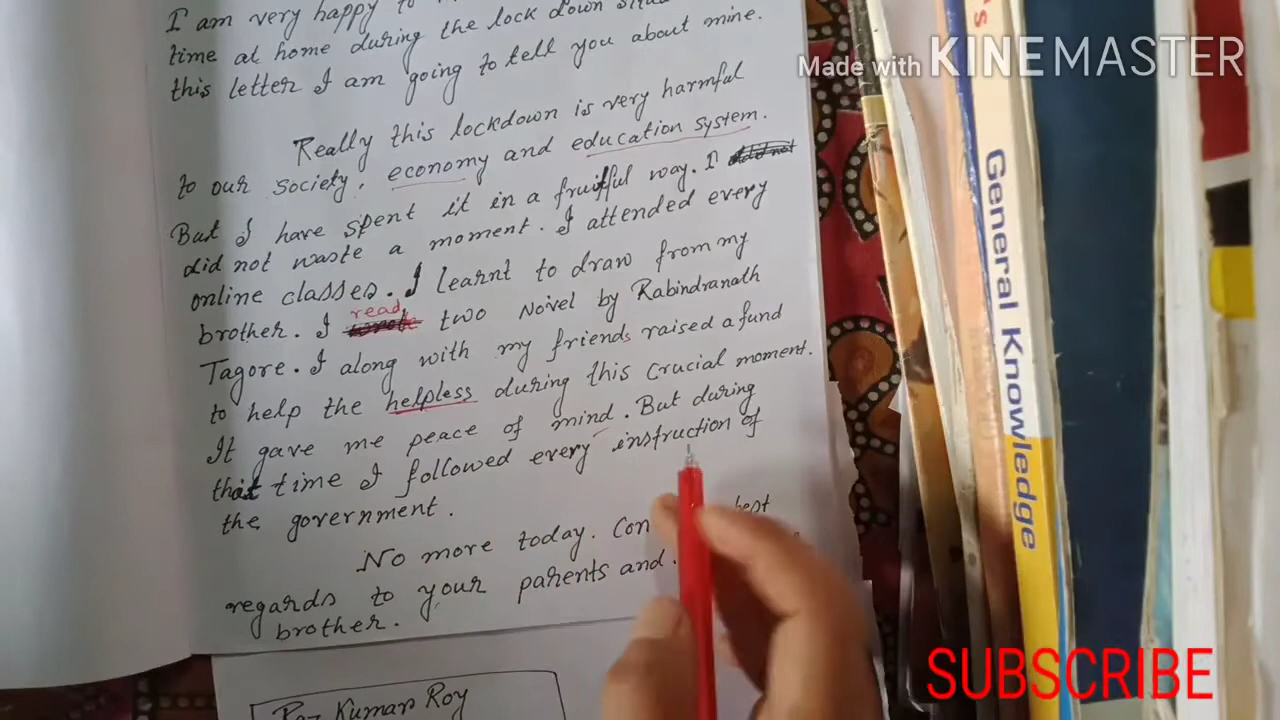 I am very happy to
time at home during the lock down
this letter I am going to tell you about mine.
Really this lockdown is very harmful
to our society, economy and education system.
But I have spent it in a fruitful way. I did not
did not waste a moment. I attended every
online classes. I learnt to draw from my
brother. I read two Novel by Rabindranath
Tagore. I along with my friends raised a fund
to help the helpless during this crucial moment.
It gave me peace of mind. But during
that time I followed every instruction of
the government.
No more today. best
regards to your parents and
brother.
Kumar Roy
Made with KINEMASTER
General Knowledge
SUBSCRIBE